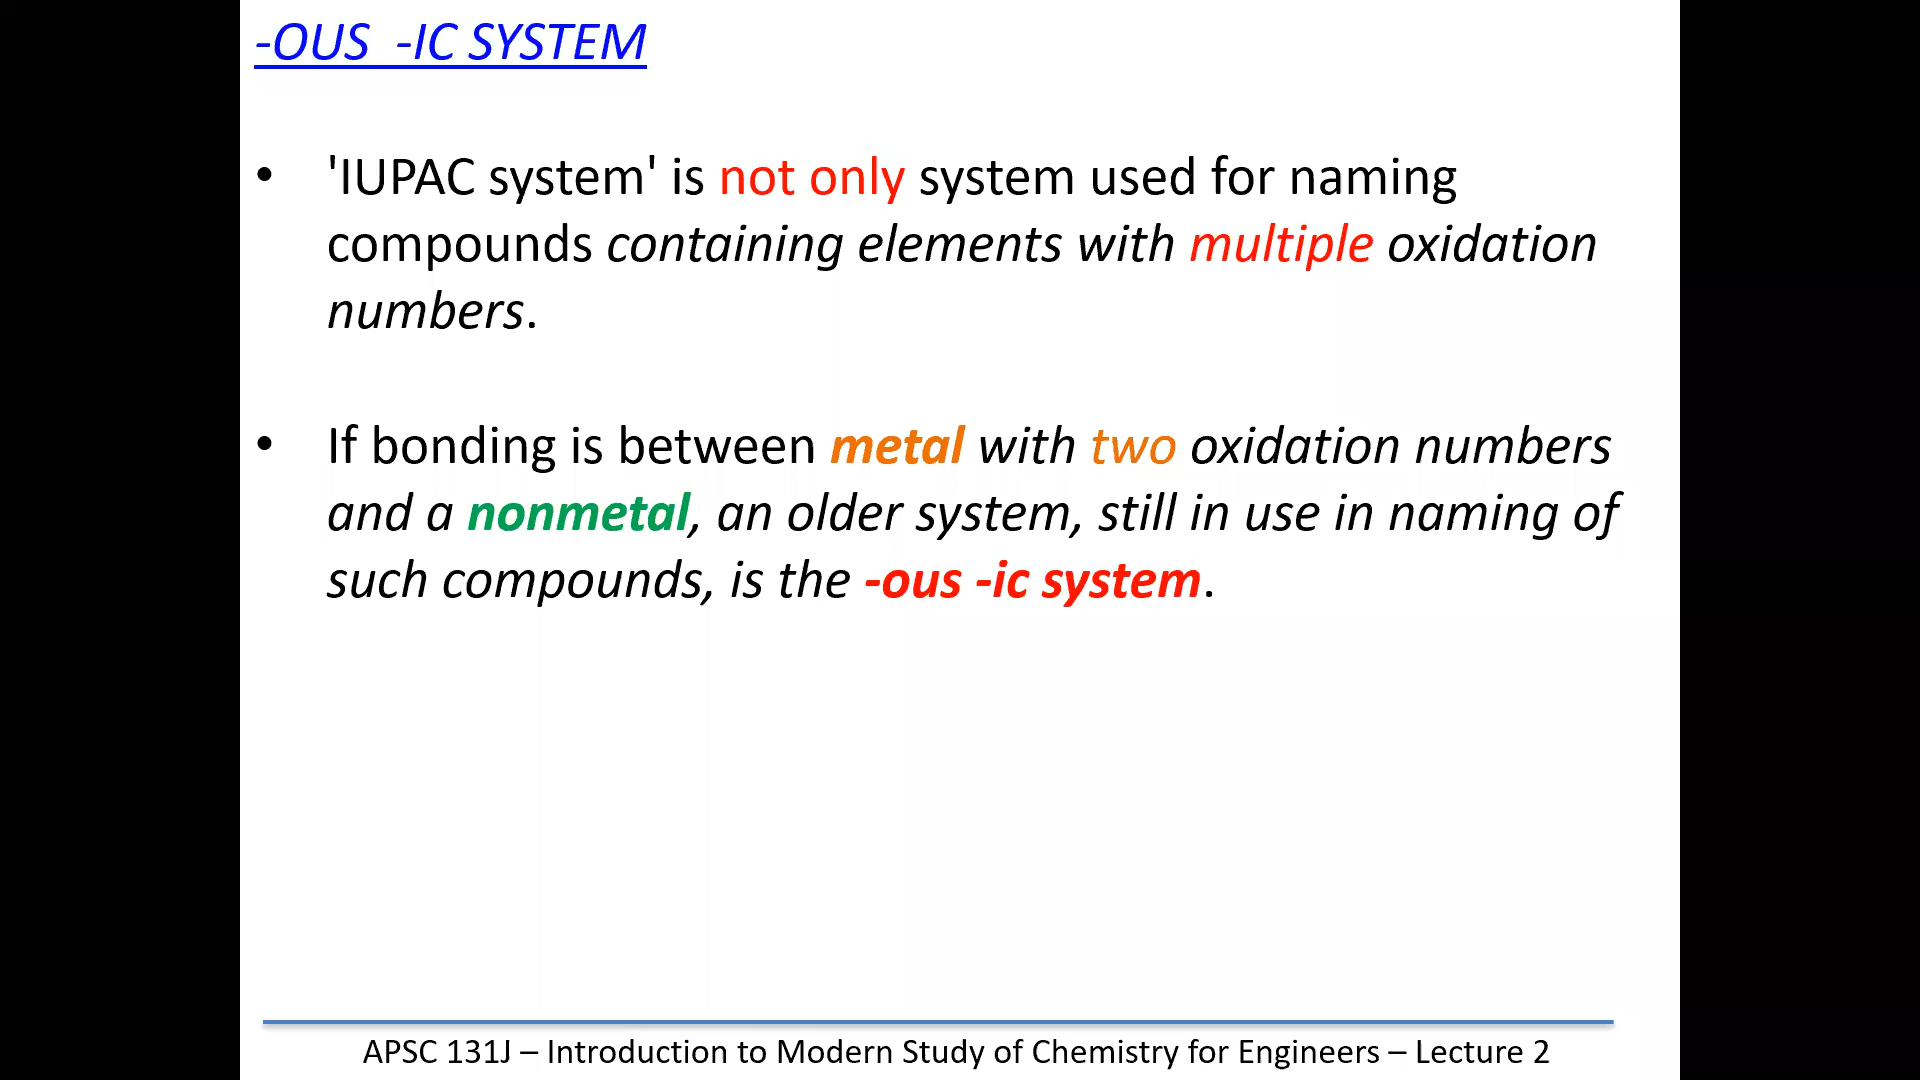 -OUS -IC SYSTEM
• 'IUPAC system' is not only system used for naming
compounds containing elements with multiple oxidation
numbers.
• If bonding is between metal with two oxidation numbers
and a nonmetal, an older system, still in use in naming of
such compounds, is the -ous -ic system.
APSC 131J – Introduction to Modern Study of Chemistry for Engineers – Lecture 2